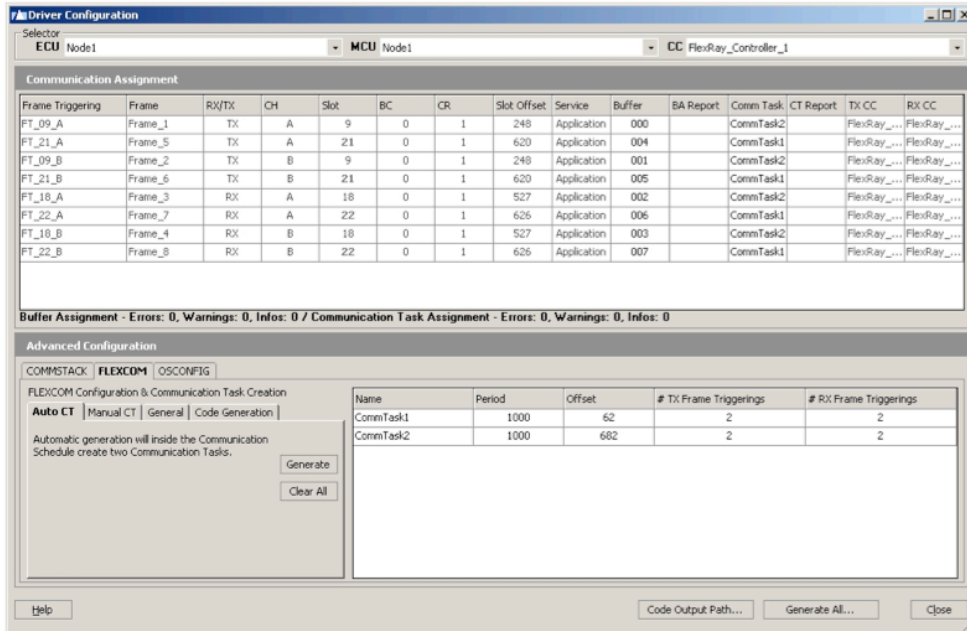 Driver Configuration
Selector
ECU Node1 MCU Node1 CC FlexRay_Controller_1
Communication Assignment
Frame Triggering Frame RX/TX CH Slot BC CR Slot Offset Service Buffer BA Report Comm Task CT Report TX CC RX CC
FT_09_A Frame_1 TX A 9 0 1 248 Application 000 CommTask2 FlexRay_... FlexRay_...
FT_21_A Frame_5 TX A 21 0 1 620 Application 004 CommTask1 FlexRay_... FlexRay_...
FT_09_B Frame_2 TX B 9 0 1 248 Application 001 CommTask2 FlexRay_... FlexRay_...
FT_21_B Frame_6 TX B 21 0 1 620 Application 005 CommTask1 FlexRay_... FlexRay_...
FT_18_A Frame_3 RX A 18 0 1 527 Application 002 CommTask2 FlexRay_... FlexRay_...
FT_22_A Frame_7 RX A 22 0 1 626 Application 006 CommTask1 FlexRay_... FlexRay_...
FT_18_B Frame_4 RX B 18 0 1 527 Application 003 CommTask2 FlexRay_... FlexRay_...
FT_22_B Frame_8 RX B 22 0 1 626 Application 007 CommTask1 FlexRay_... FlexRay_...
Buffer Assignment - Errors: 0, Warnings: 0, Infos: 0 / Communication Task Assignment - Errors: 0, Warnings: 0, Infos: 0
Advanced Configuration
COMMSTACK FLEXCOM OSCONFIG
FLEXCOM Configuration & Communication Task Creation
Auto CT Manual CT General Code Generation
Automatic generation will inside the Communication
Schedule create two Communication Tasks.
Generate
Clear All
Name Period Offset # TX Frame Triggerings # RX Frame Triggerings
CommTask1 1000 62 2 2
CommTask2 1000 682 2 2
Help Code Output Path... Generate All... Close